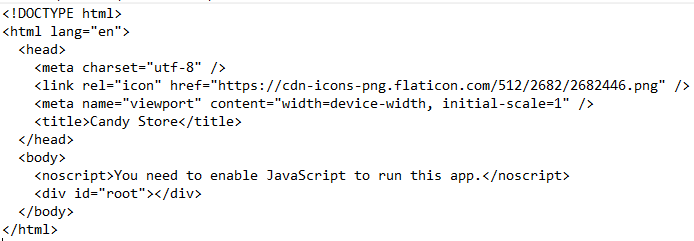 <!DOCTYPE html>
<html lang="en">
  <head>
    <meta charset="utf-8" />
    <link rel="icon" href="https://cdn-icons-png.flaticon.com/512/2682/2682446.png" />
    <meta name="viewport" content="width=device-width, initial-scale=1" />
    <title>Candy Store</title>
  </head>
  <body>
    <noscript>You need to enable JavaScript to run this app.</noscript>
    <div id="root"></div>
  </body>
</html>